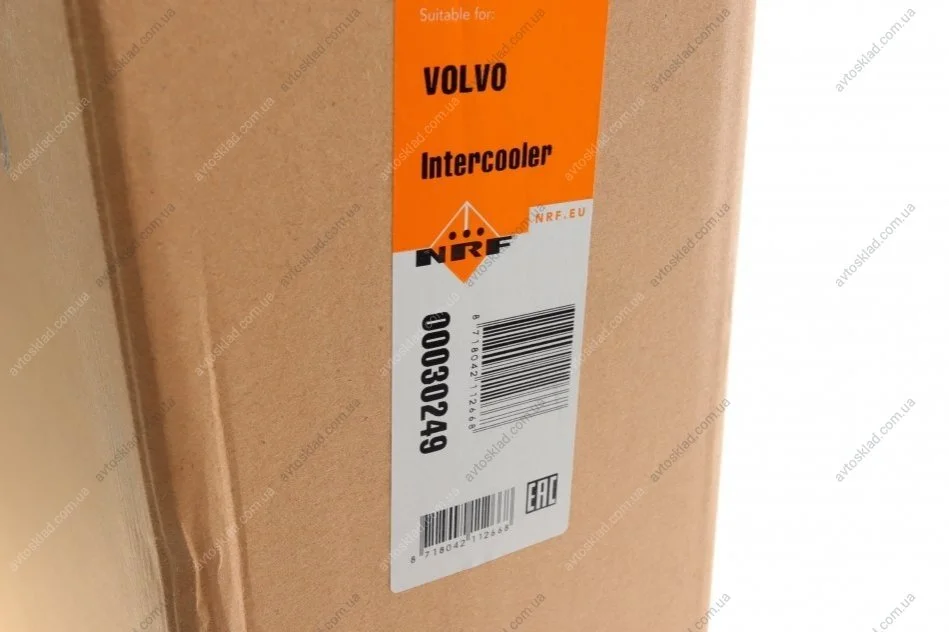 Suitable for:
VOLVO
Intercooler
NRF.EU
NRF
00030249
8 718042 112668
EAC
8 718042 112668
avtosklad.com.ua